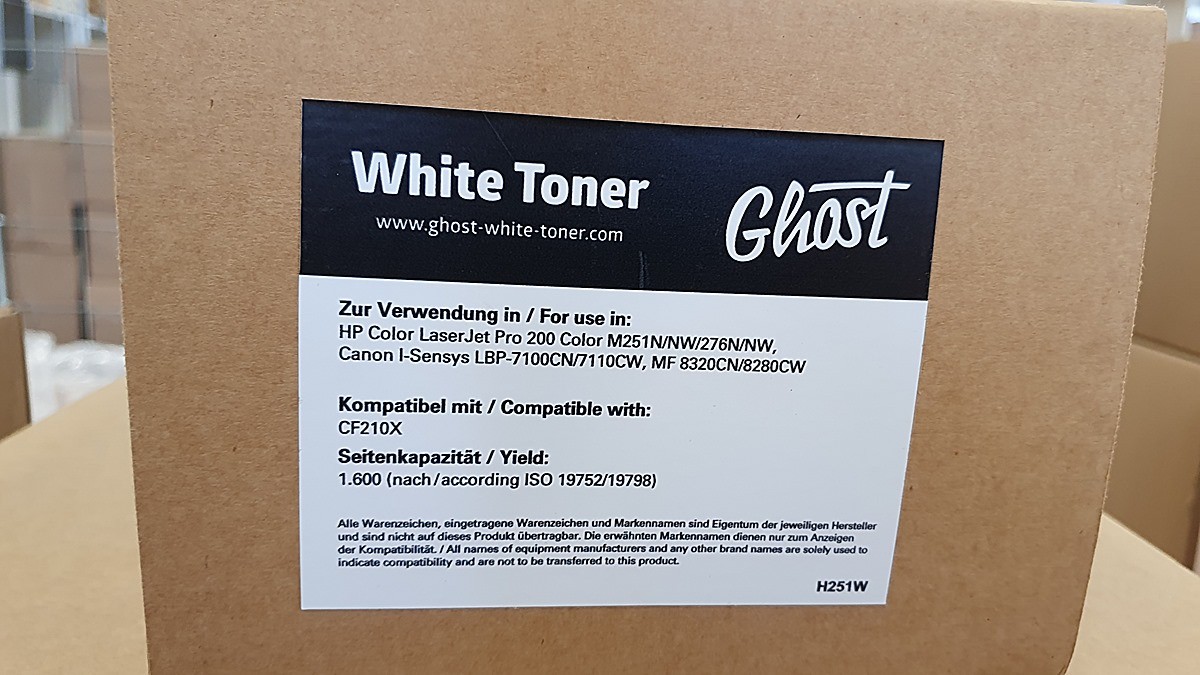 White Toner
www.ghost-white-toner.com
Ghost
Zur Verwendung in / For use in:
HP Color LaserJet Pro 200 Color M251N/NW/276N/NW,
Canon I-Sensys LBP-7100CN/7110CW, MF 8320CN/8280CW
Kompatibel mit / Compatible with:
CF210X
Seitenkapazität / Yield:
1.600 (nach/according ISO 19752/19798)
Alle Warenzeichen, eingetragene Warenzeichen und Markennamen sind Eigentum der jeweiligen Hersteller
und sind nicht auf dieses Produkt übertragbar. Die erwähnten Markennamen dienen nur zum Anzeigen
der Kompatibilität. / All names of equipment manufacturers and any other brand names are solely used to
indicate compatibility and are not to be transferred to this product.
H251W